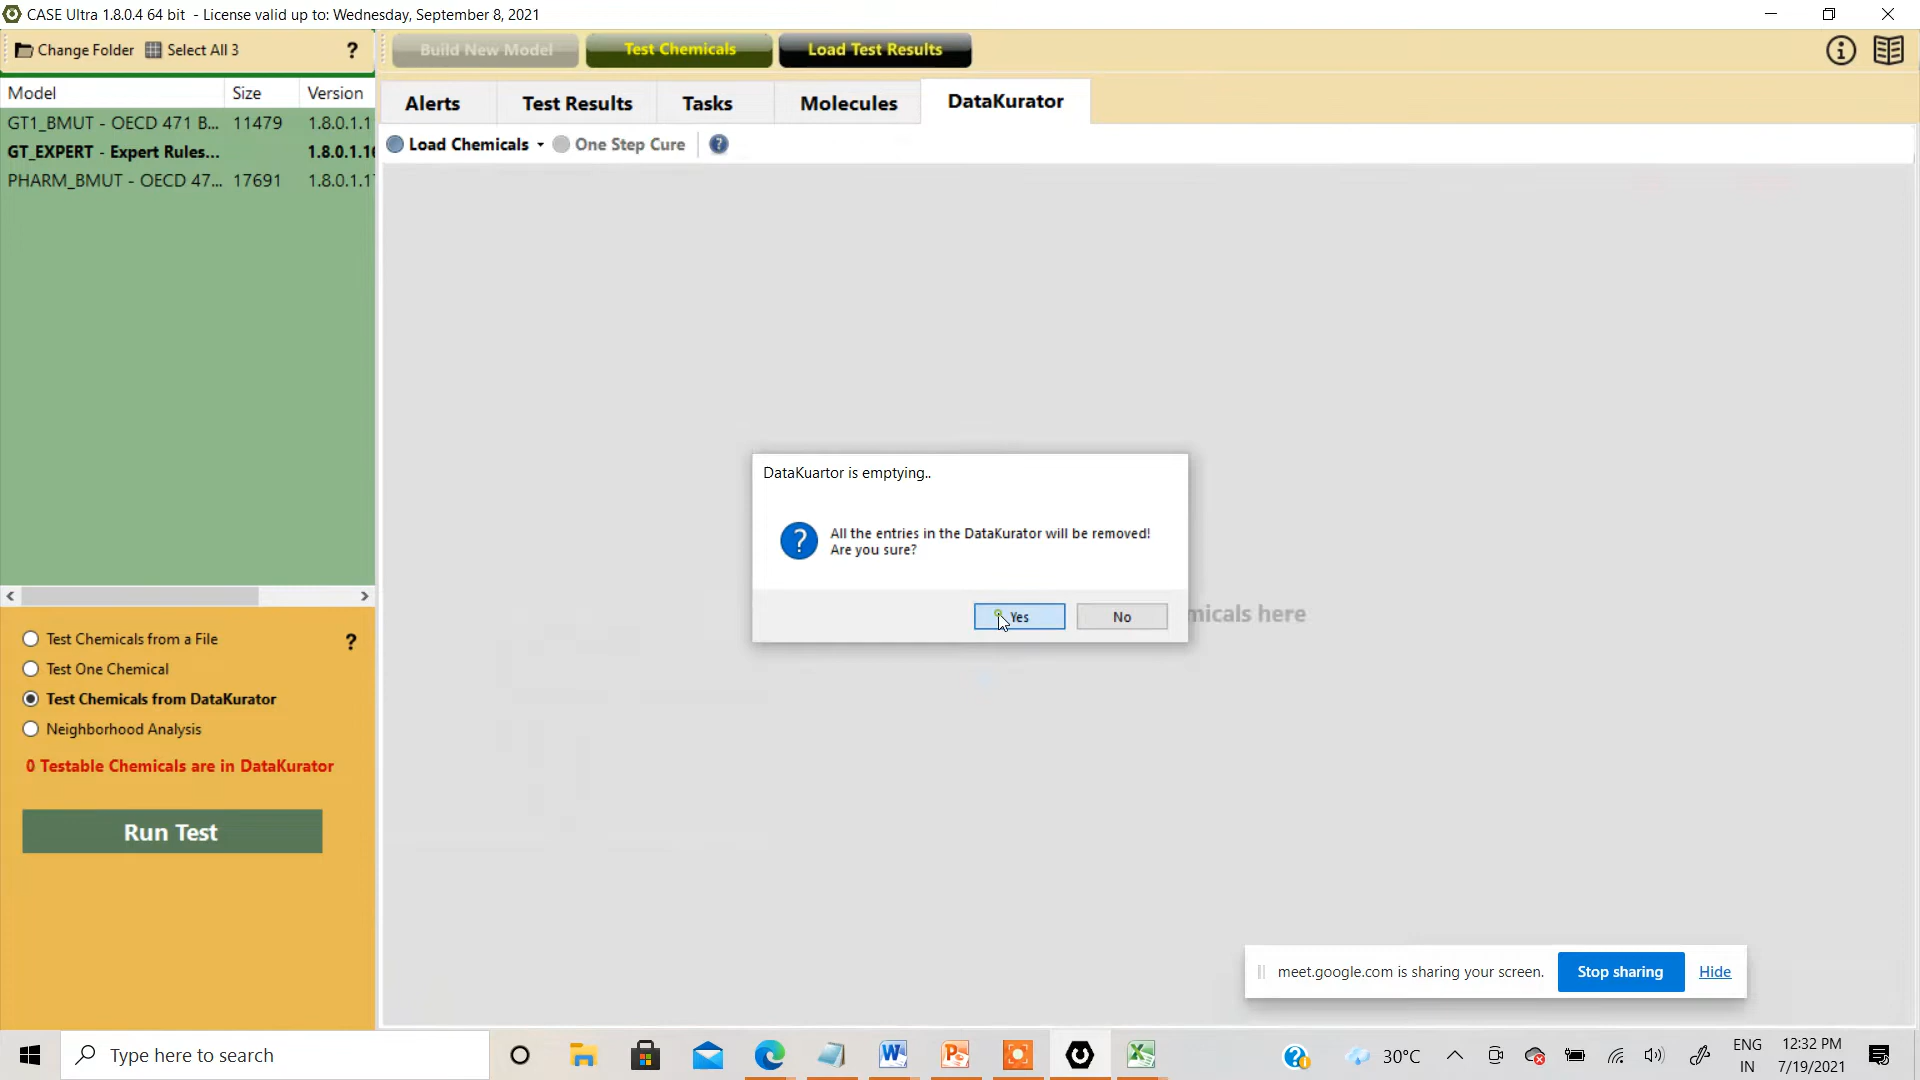 CASE Ultra 1.8.0.4 64 bit - License valid up to: Wednesday, September 8, 2021
Change Folder Select All 3 ?
Build New Model Test Chemicals Load Test Results
Model Size Version
GT1_BMUT - OECD 471 B... 11479 1.8.0.1.1
GT_EXPERT - Expert Rules... 1.8.0.1.16
PHARM_BMUT - OECD 47... 17691 1.8.0.1.1
Alerts Test Results Tasks Molecules DataKurator
Load Chemicals One Step Cure ?
DataKuartor is emptying..
All the entries in the DataKurator will be removed!
Are you sure?
Yes No
micals here
Test Chemicals from a File ?
Test One Chemical
Test Chemicals from DataKurator
Neighborhood Analysis
0 Testable Chemicals are in DataKurator
Run Test
meet.google.com is sharing your screen. Stop sharing Hide
Type here to search
30°C
ENG
IN
12:32 PM
7/19/2021